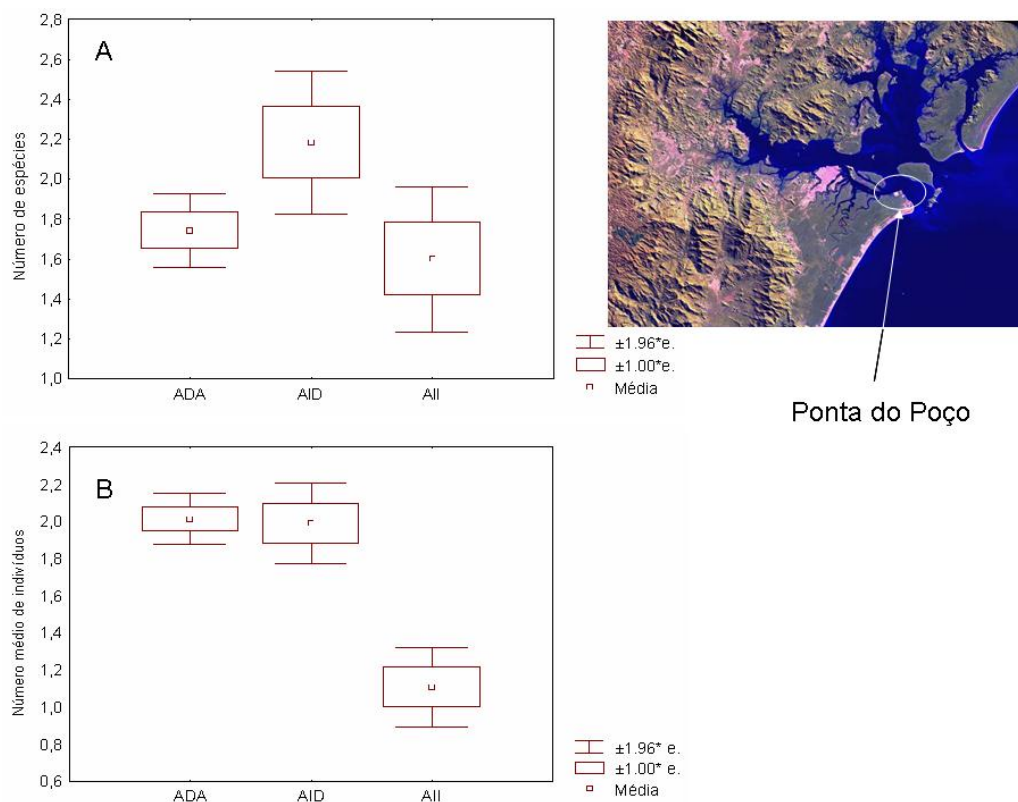 A
Número de espécies
2,8
2,6
2,4
2,2
2,0
1,8
1,6
1,4
1,2
1,0
ADA AID AII
±1.96*e.
±1.00*e.
Média
Ponta do Poço
B
Número médio de indivíduos
2,4
2,2
2,0
1,8
1,6
1,4
1,2
1,0
0,8
0,6
ADA AID AII
±1.96* e.
±1.00* e.
Média